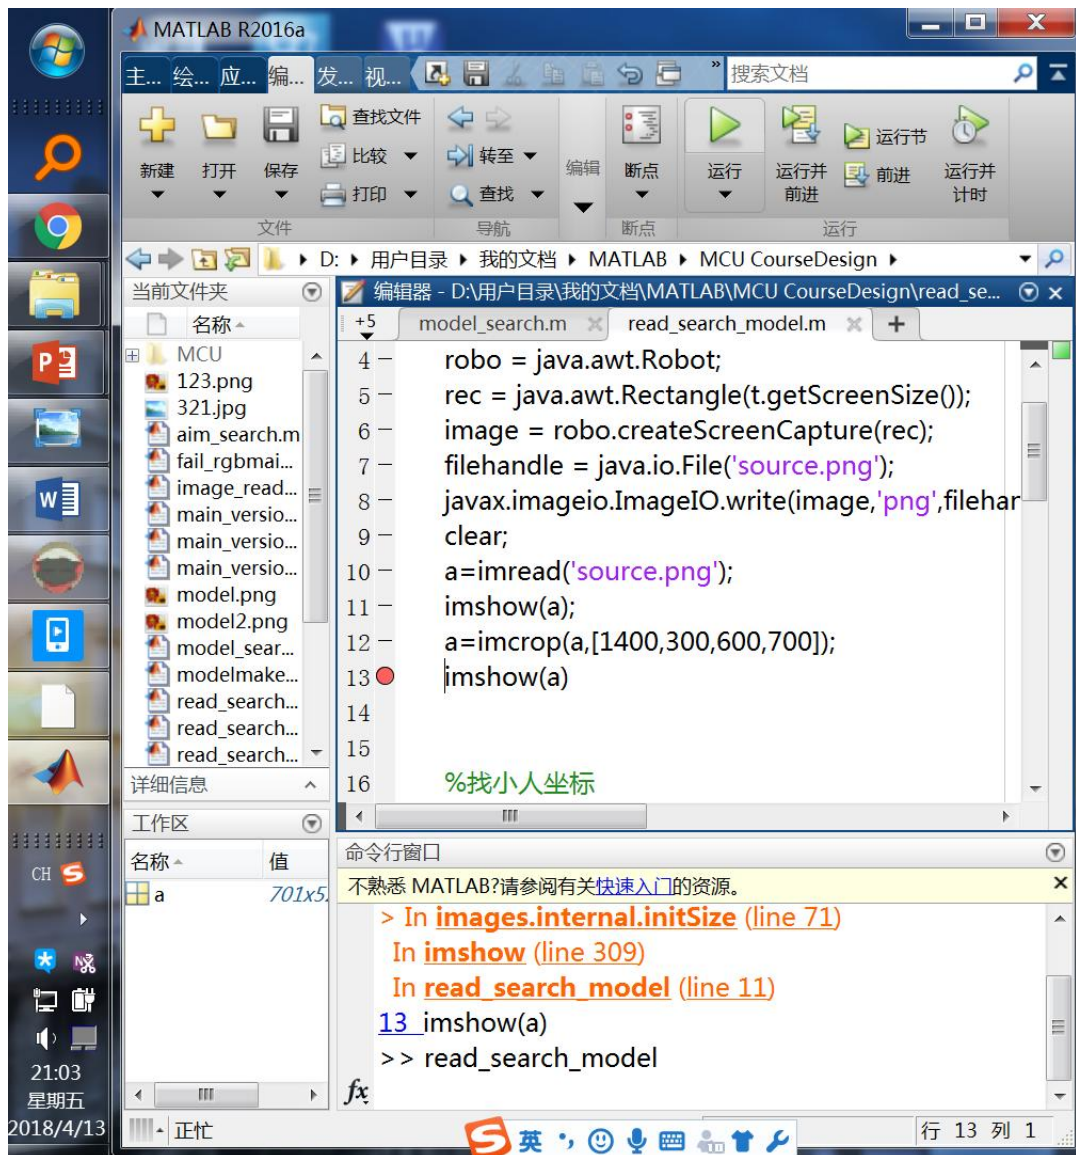 MATLAB R2016a
主... 绘... 应... 编... 发... 视... » 搜索文档
新建 打开 保存 查找文件 比较 打印
转至 查找 编辑 断点 运行 运行并前进 运行节 前进 运行并计时
文件 导航 断点 运行
D: 用户目录 我的文档 MATLAB MCU CourseDesign
当前文件夹
名称
MCU
123.png
321.jpg
aim_search.m
fail_rgbmai...
image_read...
main_versio...
main_versio...
main_versio...
model.png
model2.png
model_sear...
modelmake...
read_search...
read_search...
read_search...
详细信息
工作区
名称 值
a 701x5
编辑器 - D:\用户目录\我的文档\MATLAB\MCU CourseDesign\read_se...
+5 model_search.m read_search_model.m +
4 robo = java.awt.Robot;
5 rec = java.awt.Rectangle(t.getScreenSize());
6 image = robo.createScreenCapture(rec);
7 filehandle = java.io.File('source.png');
8 javax.imageio.ImageIO.write(image,'png',filehar
9 clear;
10 a=imread('source.png');
11 imshow(a);
12 a=imcrop(a,[1400,300,600,700]);
13 imshow(a)
14
15
16 %找小人坐标
命令行窗口
不熟悉 MATLAB?请参阅有关快速入门的资源。
> In images.internal.initSize (line 71)
In imshow (line 309)
In read_search_model (line 11)
13 imshow(a)
>> read_search_model
fx
正忙
行 13 列 1
英
CH
21:03
星期五
2018/4/13